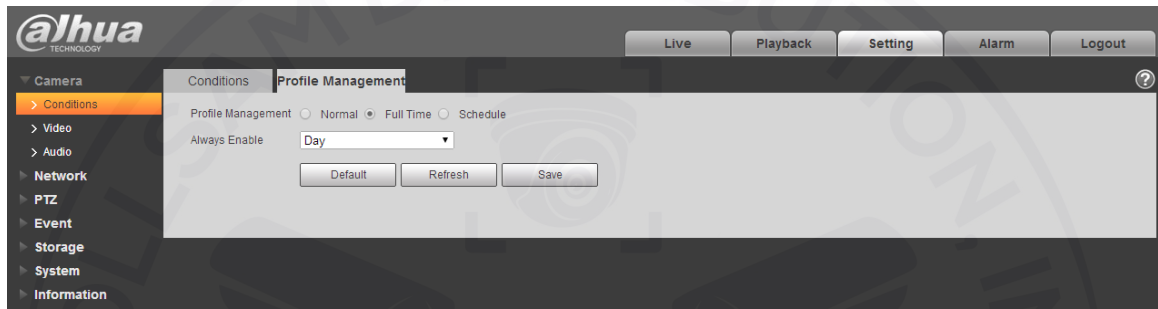 alhua
TECHNOLOGY
Live Playback Setting Alarm Logout
Camera
Conditions Profile Management ?
> Conditions
Profile Management Normal Full Time Schedule
> Video
Always Enable Day
> Audio
Network
Default Refresh Save
PTZ
Event
Storage
System
Information